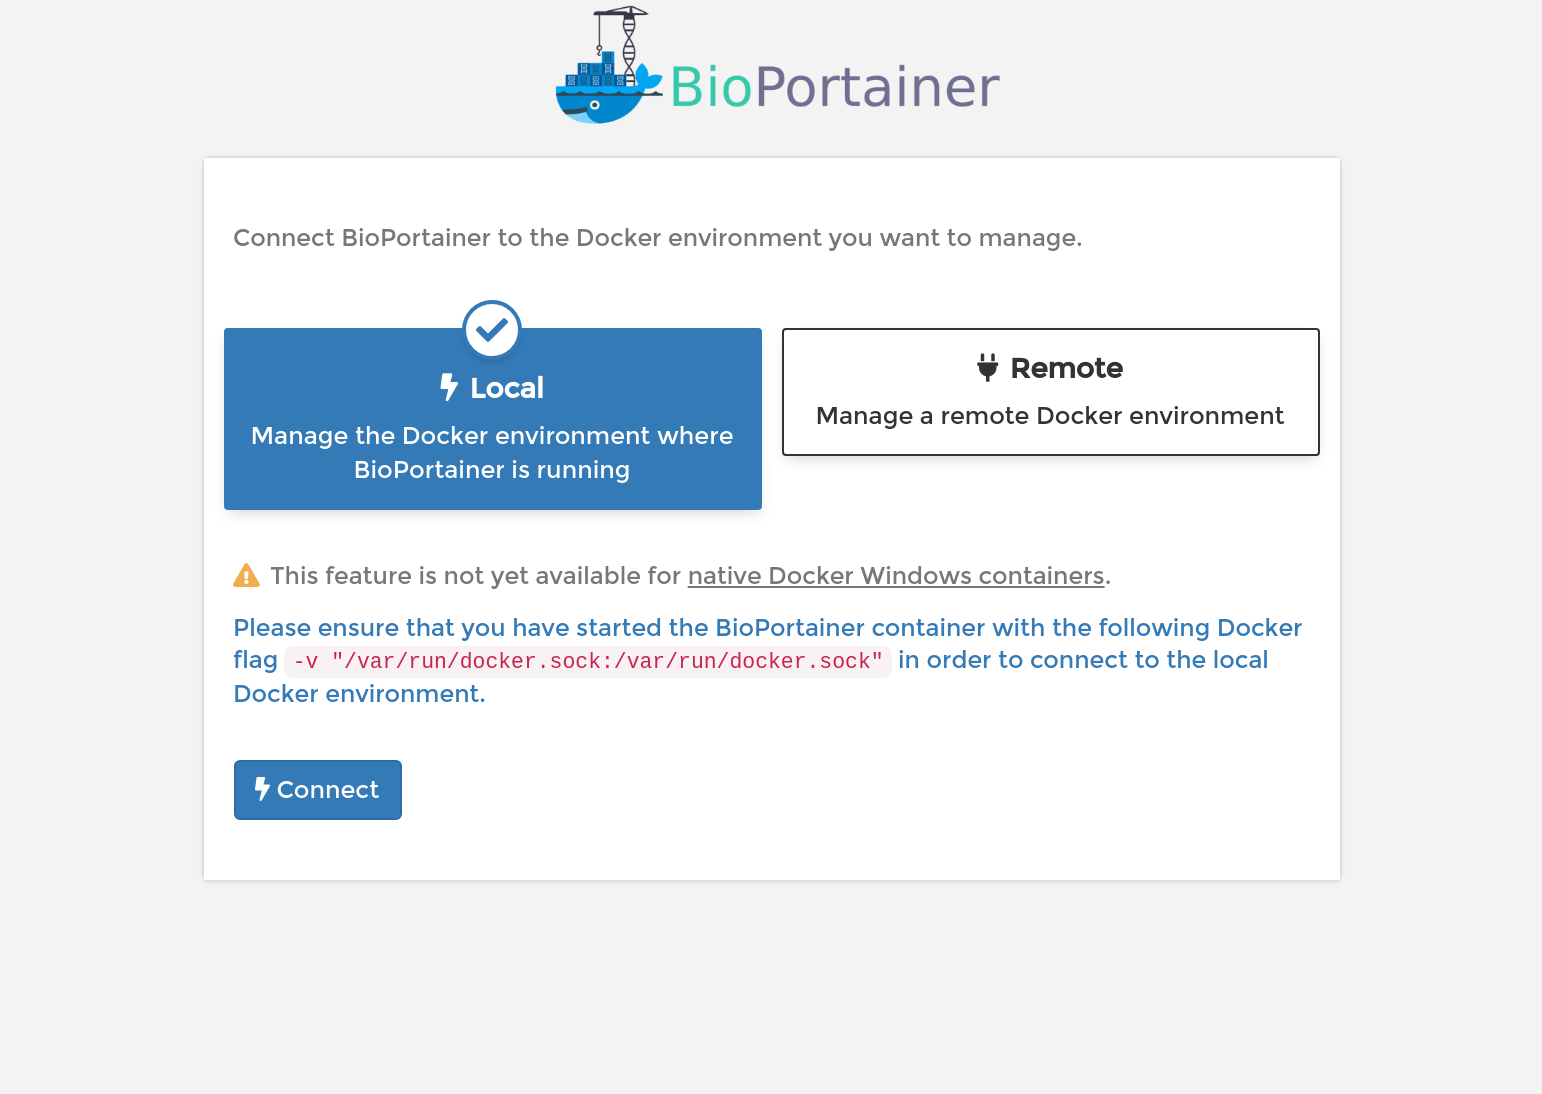 BioPortainer
Connect BioPortainer to the Docker environment you want to manage.
Local
Manage the Docker environment where
BioPortainer is running
Remote
Manage a remote Docker environment
This feature is not yet available for native Docker Windows containers.
Please ensure that you have started the BioPortainer container with the following Docker
flag -v "/var/run/docker.sock:/var/run/docker.sock" in order to connect to the local
Docker environment.
Connect